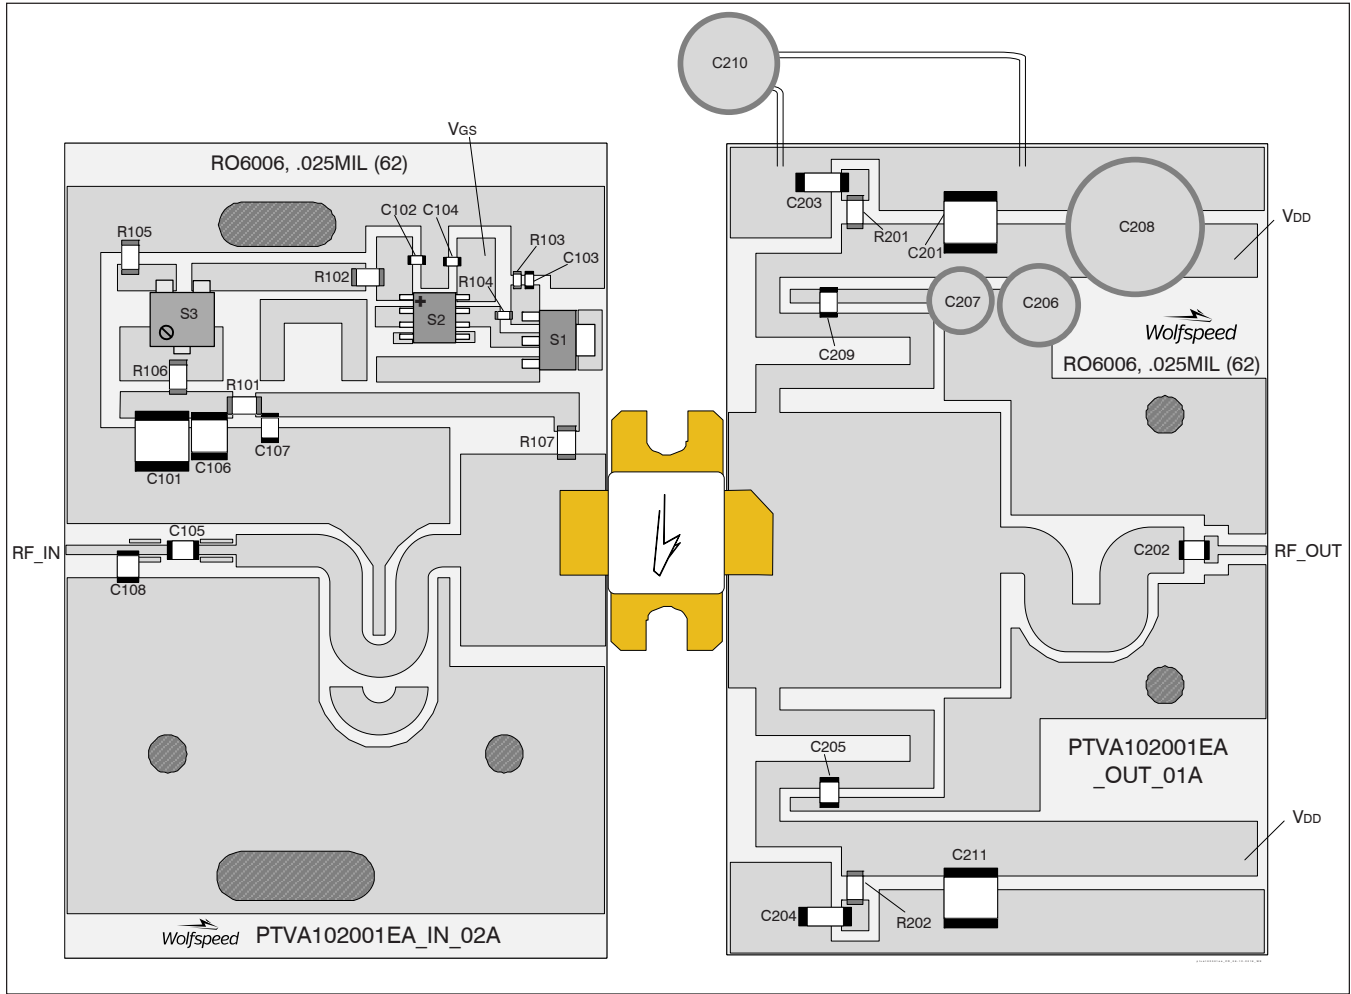 C210
VGS
RO6006, .025MIL (62)
C102 C104
R105
R103
C103
R102
R104
S3
S2
S1
R106
R101
C107
C101 C106
R107
RF_IN
C105
C108
Wolfspeed PTVA102001EA_IN_02A
C203
R201
C201
C208
VDD
C207
C206
C209
Wolfspeed
RO6006, .025MIL (62)
C202
RF_OUT
C205
PTVA102001EA
_OUT_01A
VDD
C211
C204
R202